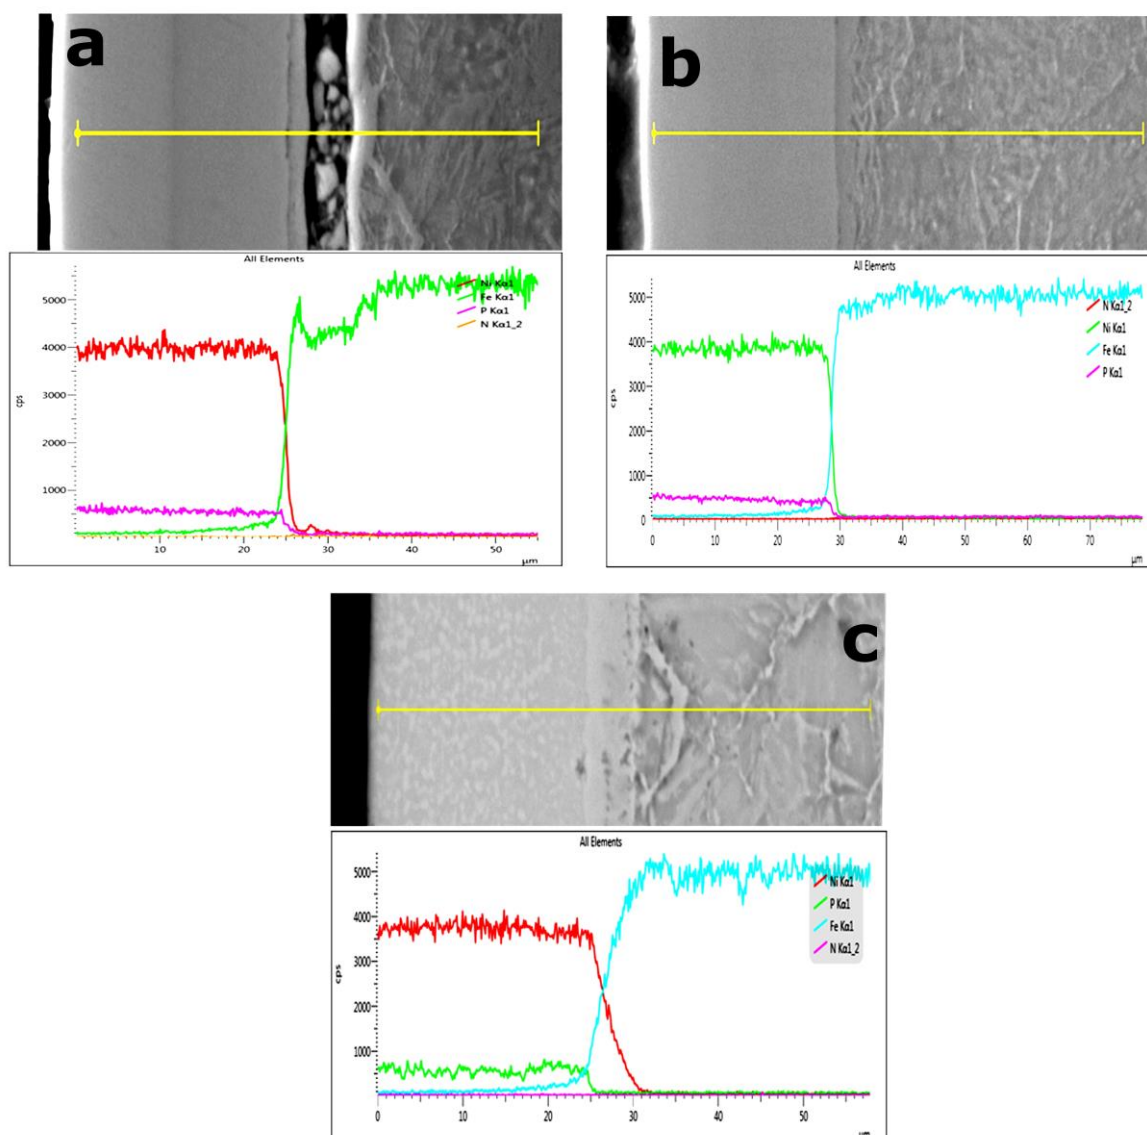 a
b
All Elements
Ni Kα1
Fe Kα1
P Kα1
N Kα1_2
5000
4000
3000
2000
1000
cps
20 30 40 50
µm
All Elements
N Kα1_2
Ni Kα1
Fe Kα1
P Kα1
5000
4000
3000
2000
1000
0
cps
0 10 20 30 40 50 60 70
µm
c
All Elements
Ni Kα1
P Kα1
Fe Kα1
N Kα1_2
5000
4000
3000
2000
1000
cps
0 10 20 30 40 50
µm